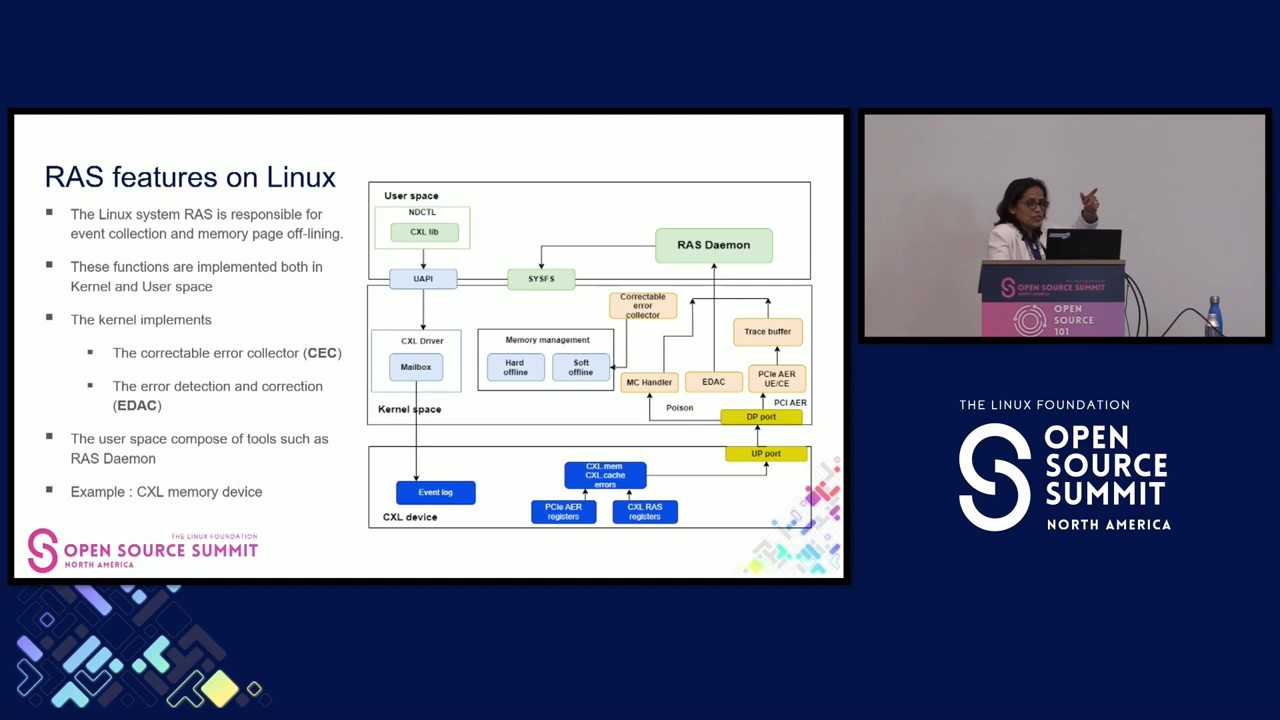 RAS features on Linux
The Linux system RAS is responsible for
event collection and memory page off-lining.
These functions are implemented both in
Kernel and User space
The kernel implements
The correctable error collector (CEC)
The error detection and correction
(EDAC)
The user space compose of tools such as
RAS Daemon
Example : CXL memory device
THE LINUX FOUNDATION
OPEN SOURCE SUMMIT
NORTH AMERICA
User space
NDCTL
CXL lib
RAS Daemon
UAPI
SYSFS
Correctable
error
collector
CXL Driver
Mailbox
Memory management
Hard
offline
Soft
offline
Trace buffer
MC Handler
EDAC
PCIe AER
UE/CE
Kernel space
Poison
PCI AER
DP port
UP port
CXL.mem
CXL.cache
errors
Event log
PCIe AER
registers
CXL RAS
registers
CXL device
OPEN SOURCE SUMMIT
NORTH AMERICA
OPEN
SOURCE
101
THE LINUX FOUNDATION
OPEN
SOURCE
SUMMIT
NORTH AMERICA